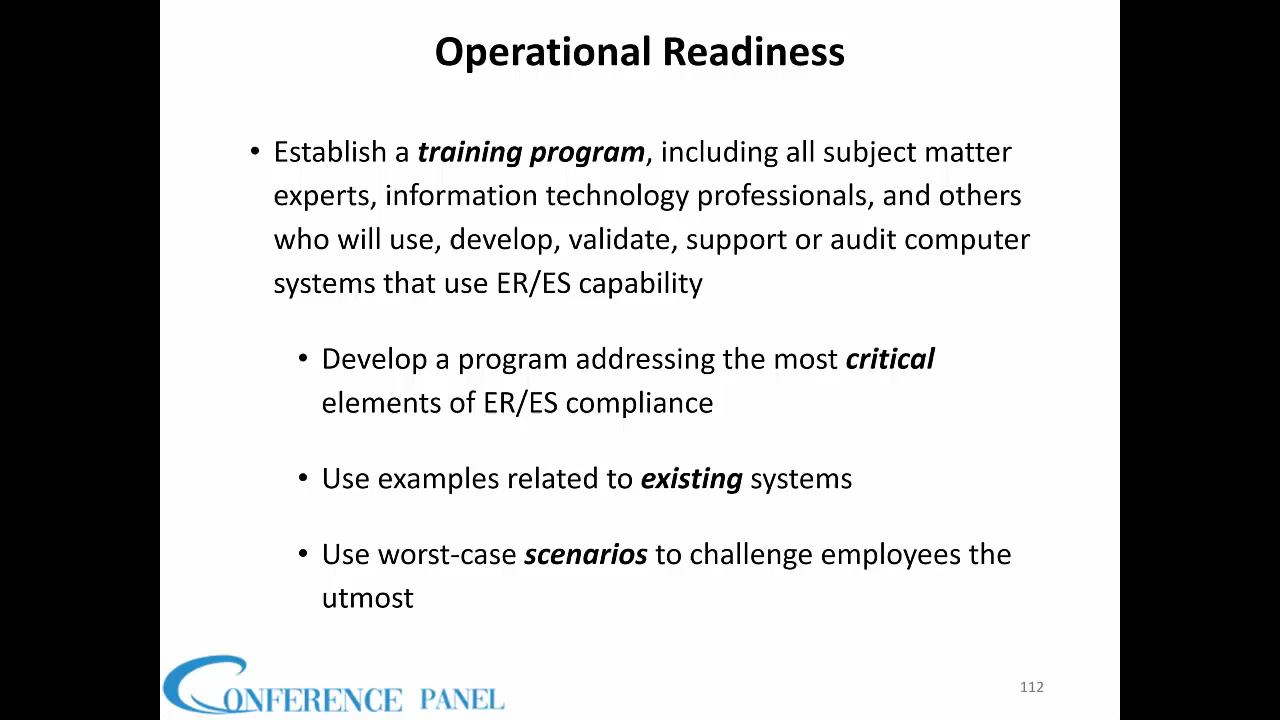 Operational Readiness
• Establish a training program, including all subject matter
experts, information technology professionals, and others
who will use, develop, validate, support or audit computer
systems that use ER/ES capability
• Develop a program addressing the most critical
elements of ER/ES compliance
• Use examples related to existing systems
• Use worst-case scenarios to challenge employees the
utmost
CONFERENCE PANEL
112